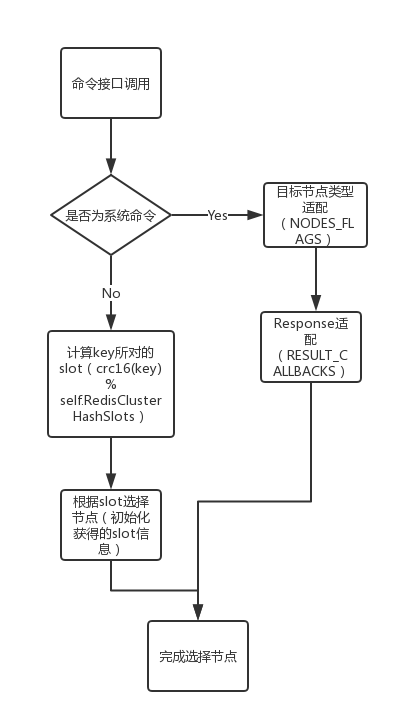 命令接口调用
是否为系统命令
Yes
目标节点类型
适配
（NODES_FL
AGS）
No
Response适
配
（RESULT_C
ALLBACKS）
计算key所对的
slot（crc16(key)
%
self.RedisCluster
HashSlots）
根据slot选择
节点（初始化
获得的slot信
息）
完成选择节点